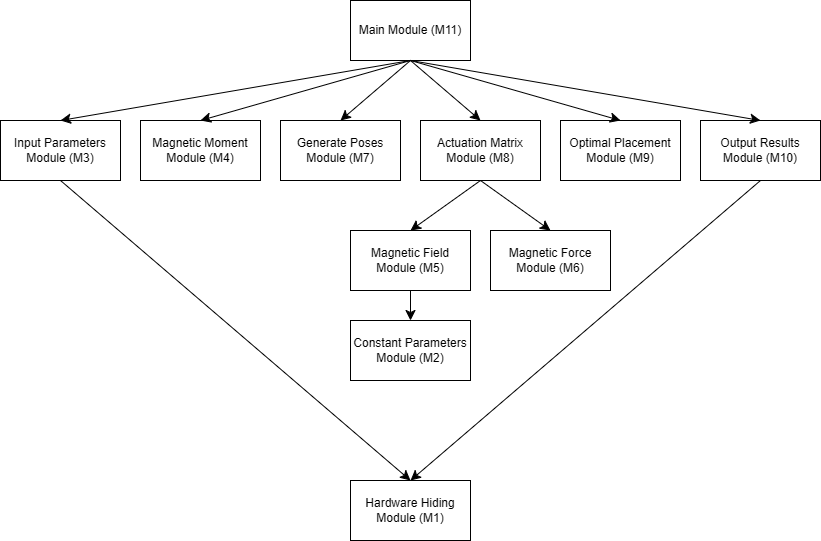 Main Module (M11)
Input Parameters
Module (M3)
Magnetic Moment
Module (M4)
Generate Poses
Module (M7)
Actuation Matrix
Module (M8)
Optimal Placement
Module (M9)
Output Results
Module (M10)
Magnetic Field
Module (M5)
Magnetic Force
Module (M6)
Constant Parameters
Module (M2)
Hardware Hiding
Module (M1)